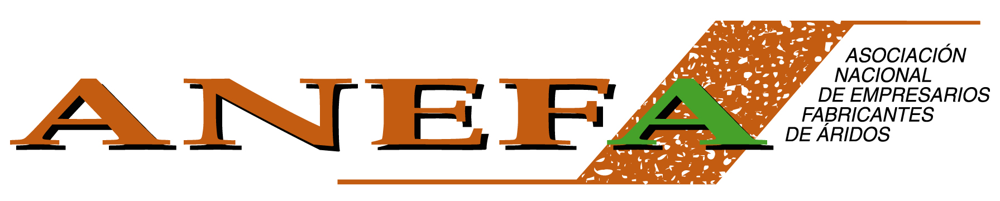 ANEFA
ASOCIACIÓN
NACIONAL
DE EMPRESARIOS
FABRICANTES
DE ÁRIDOS